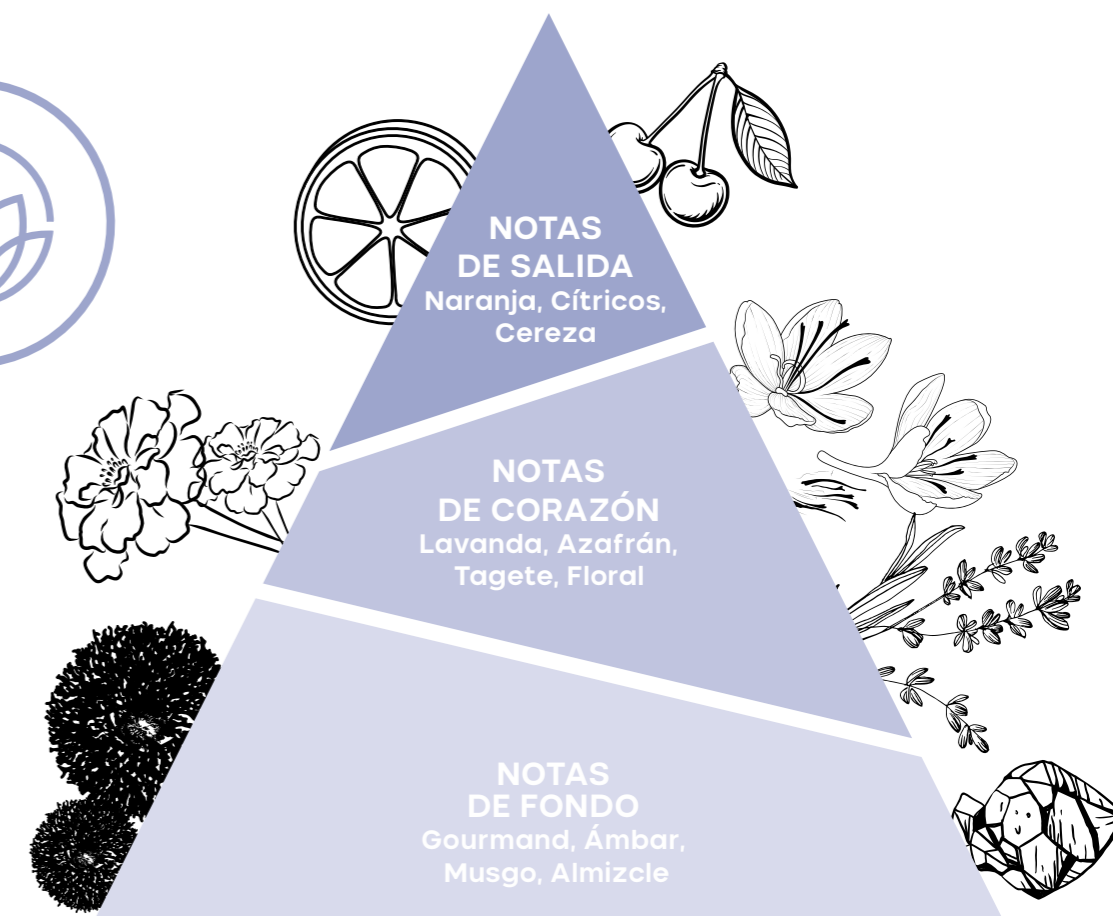 NOTAS
DE SALIDA
Naranja, Cítricos,
Cereza
NOTAS
DE CORAZÓN
Lavanda, Azafrán,
Tagete, Floral
NOTAS
DE FONDO
Gourmand, Ámbar,
Musgo, Almizcle